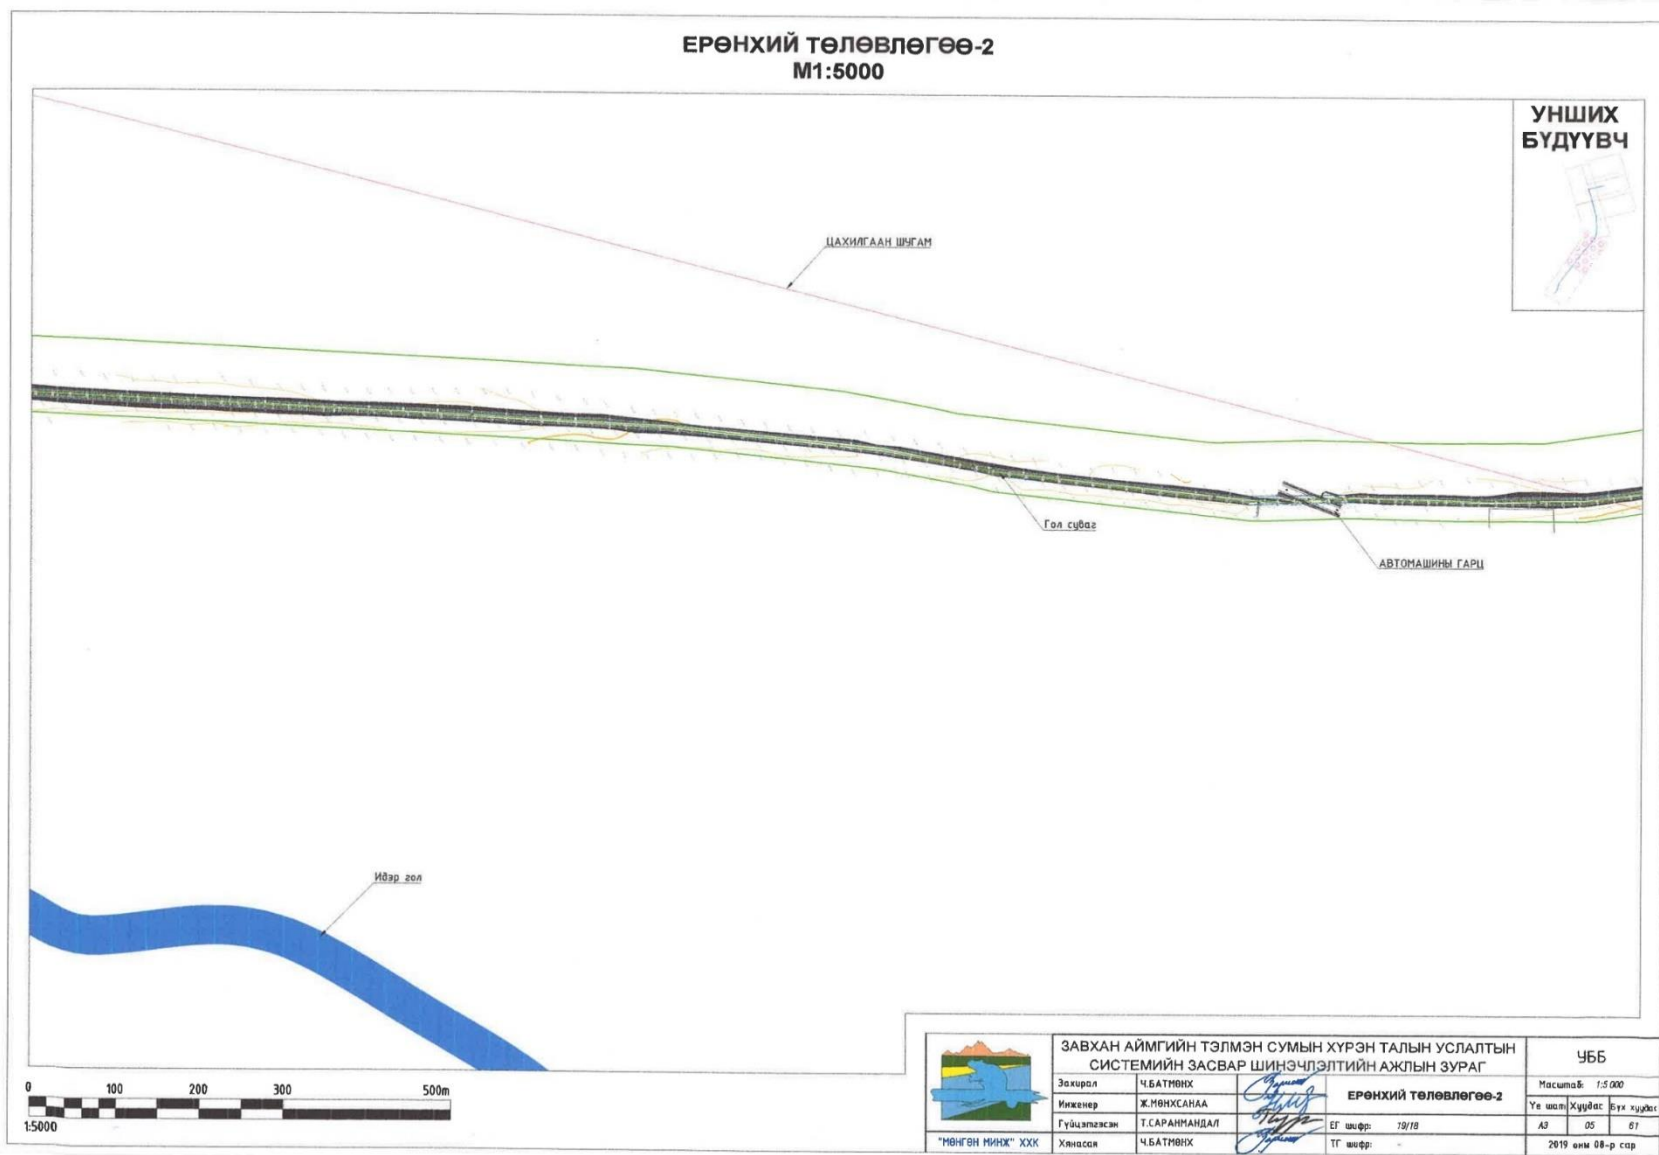 ЕРӨНХИЙ ТӨЛӨВЛӨГӨӨ-2
М1:5000
УНШИХ
БҮДҮҮВЧ
ЦАХИЛГААН ШУГАМ
Гол суваг
АВТОМАШИНЫ ГАРЦ
Идэр гол
0 100 200 300 500m
1:5000
ЗАВХАН АЙМГИЙН ТЭЛМЭН СУМЫН ХҮРЭН ТАЛЫН УСЛАЛТЫН
СИСТЕМИЙН ЗАСВАР ШИНЭЧЛЭЛТИЙН АЖЛЫН ЗУРАГ
УББ
Захирал Ч.БАТМӨНХ
Инженер Ж.МӨНХСАНАА
Гүйцэтгэсэн Т.САРАНМАНДАЛ
Хянасан Ч.БАТМӨНХ
ЕРӨНХИЙ ТӨЛӨВЛӨГӨӨ-2
ЕГ шифр: 19/18
ТГ шифр: -
Масштаб: 1:5 000
Үе шат Хуудас Бүх хуудас
А3 05 61
2019 оны 08-р сар
"МӨНГӨН МИНЖ" ХХК